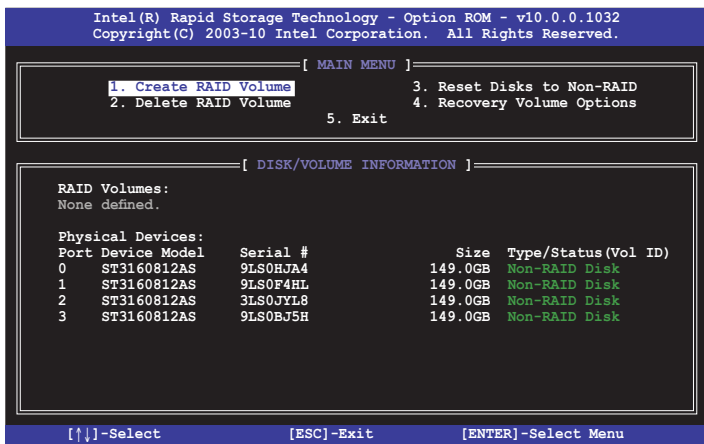 Intel(R) Rapid Storage Technology - Option ROM - v10.0.0.1032
Copyright(C) 2003-10 Intel Corporation. All Rights Reserved.
[ MAIN MENU ]
1. Create RAID Volume 3. Reset Disks to Non-RAID
2. Delete RAID Volume 4. Recovery Volume Options
5. Exit
[ DISK/VOLUME INFORMATION ]
RAID Volumes:
None defined.
Physical Devices:
Port Device Model Serial # Size Type/Status(Vol ID)
0 ST3160812AS 9LS0HJA4 149.0GB Non-RAID Disk
1 ST3160812AS 9LS0F4HL 149.0GB Non-RAID Disk
2 ST3160812AS 3LS0JYL8 149.0GB Non-RAID Disk
3 ST3160812AS 9LS0BJ5H 149.0GB Non-RAID Disk
[↑↓]-Select [ESC]-Exit [ENTER]-Select Menu